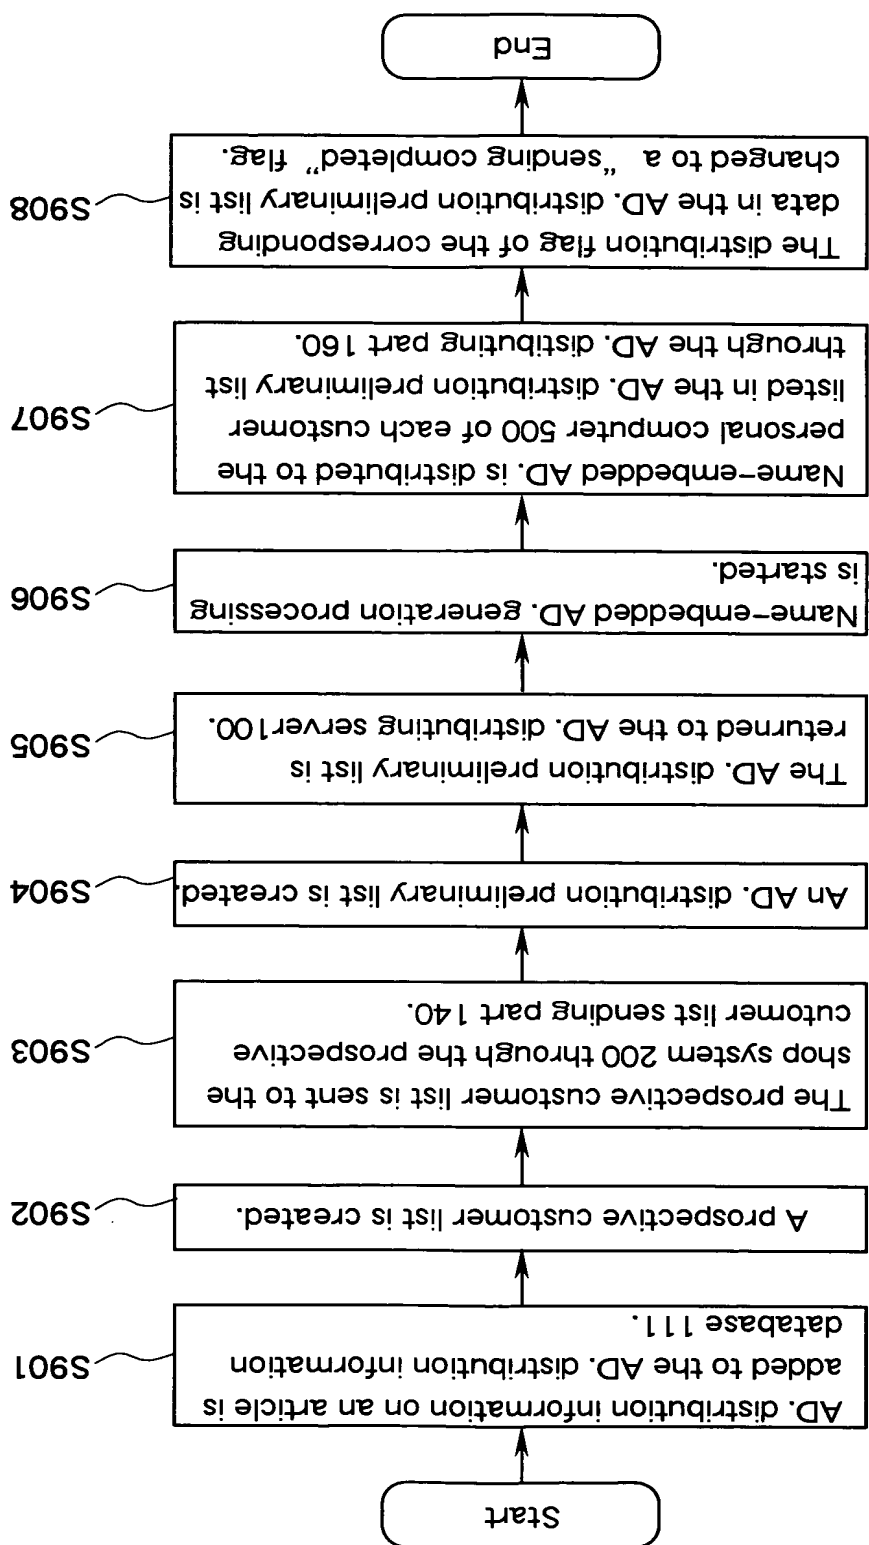 Start
AD. distribution information on an article is
added to the AD. distribution information
database 111.
S901
A prospective customer list is created.
S902
The prospective customer list is sent to the
shop system 200 through the prospective
cutomer list sending part 140.
S903
An AD. distribution preliminary list is created.
S904
The AD. distribution preliminary list is
returned to the AD. distributing server100.
S905
Name-embedded AD. generation processing
is started.
S906
Name-embedded AD. is distributed to the
personal computer 500 of each customer
listed in the AD. distribution preliminary list
through the AD. distibuting part 160.
S907
The distribution flag of the corresponding
data in the AD. distribution preliminary list is
changed to a "sending completed" flag.
S908
End